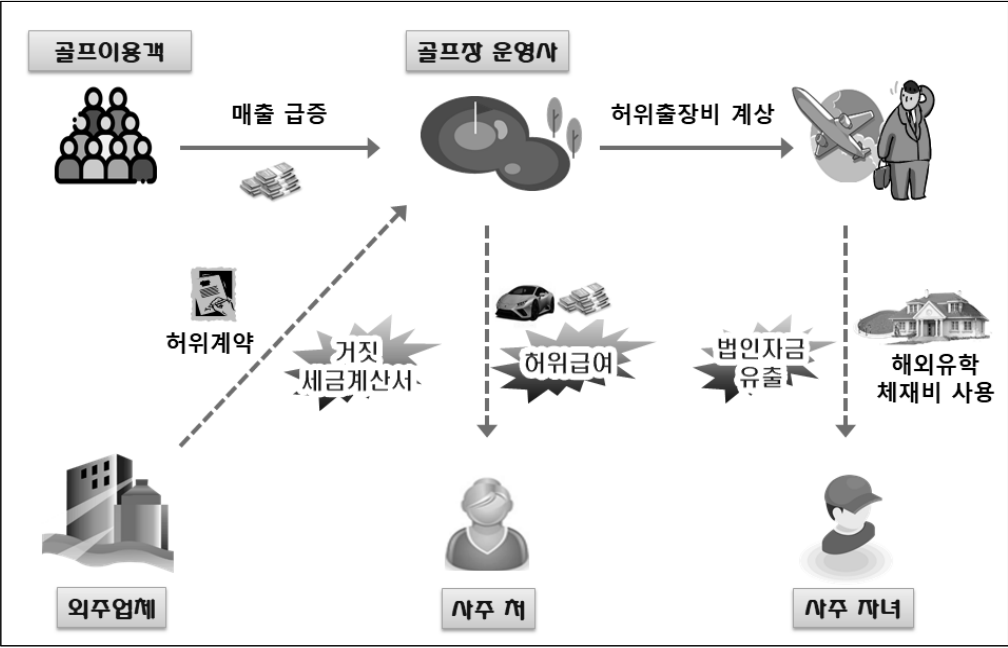 골프이용객
골프장 운영사
매출 급증
허위출장비 계상
허위계약
거짓
세금계산서
허위급여
법인자금
유출
해외유학
체재비 사용
외주업체
사주 처
사주 자녀